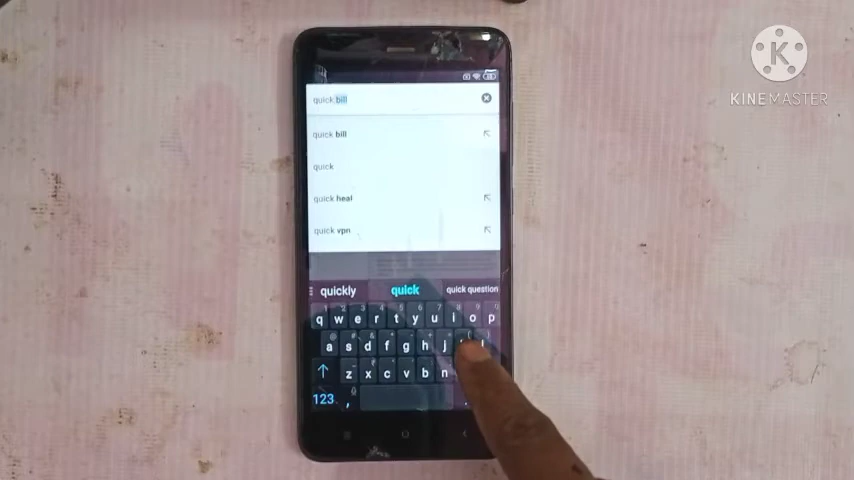 KINEMASTER
quick bill
quick bill
quick
quick heal
quick vpn
quickly quick quick question
q w e r t y u i o p
a s d f g h j l
z x c v b n
123 ,